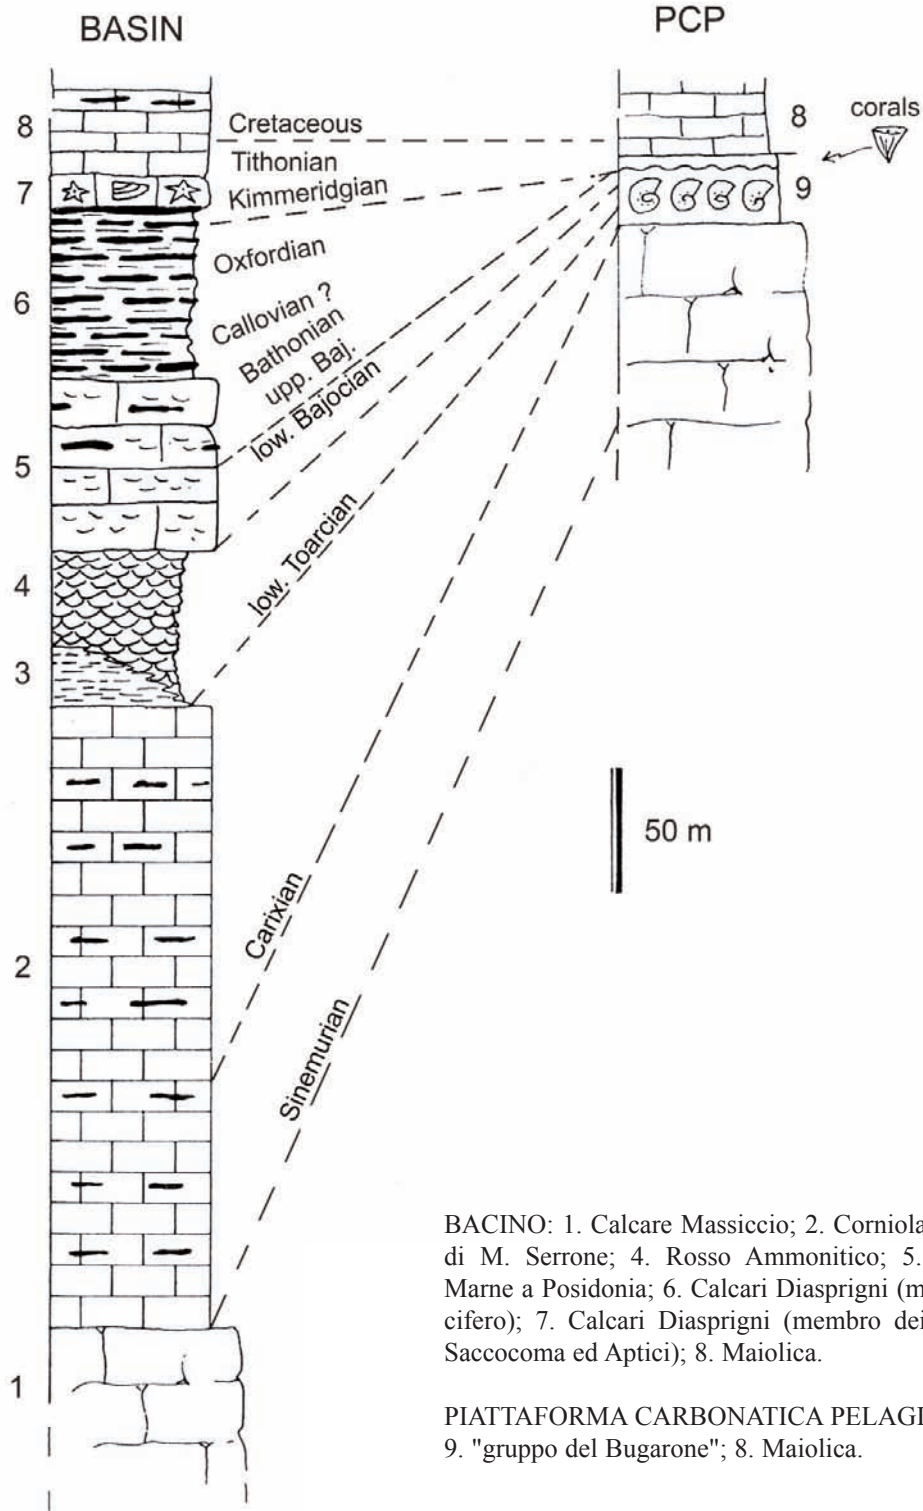 BASIN
PCP
8
7
6
5
4
3
2
1
Cretaceous
Tithonian
Kimmeridgian
Oxfordian
Callovian ?
Bathonian
upp. Baj.
low. Bajocian
low. Toarcian
Carixian
Sinemurian
8
9
corals
50 m
BACINO: 1. Calcare Massiccio; 2. Corniola
di M. Serrone; 4. Rosso Ammonitico; 5.
Marne a Posidonia; 6. Calcari Diasprigni (m
cifero); 7. Calcari Diasprigni (membro dei
Saccocoma ed Aptici); 8. Maiolica.
PIATTAFORMA CARBONATICA PELAGI
9. "gruppo del Bugarone"; 8. Maiolica.